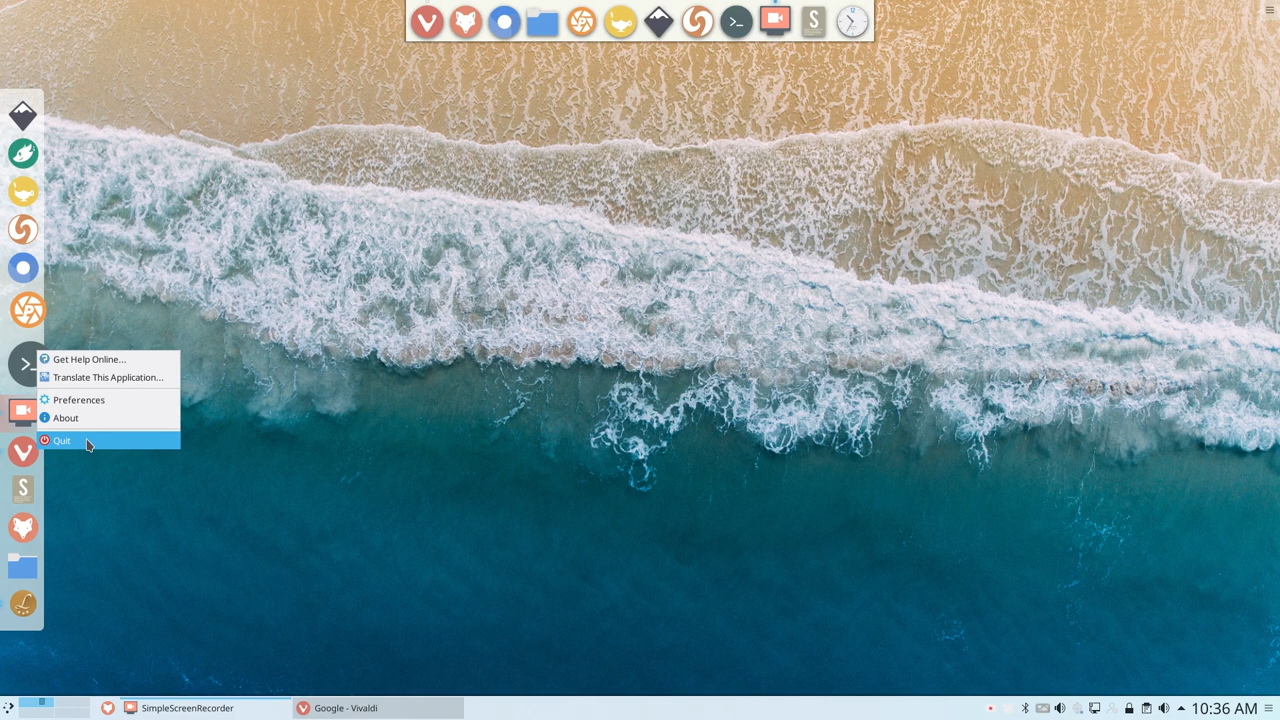 Get Help Online...
Translate This Application...
Preferences
About
Quit
SimpleScreenRecorder
Google - Vivaldi
10:36 AM